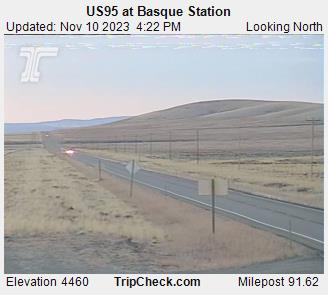 US95 at Basque Station
Updated: Nov 10 2023 4:22 PM Looking North
Elevation 4460 TripCheck.com Milepost 91.62